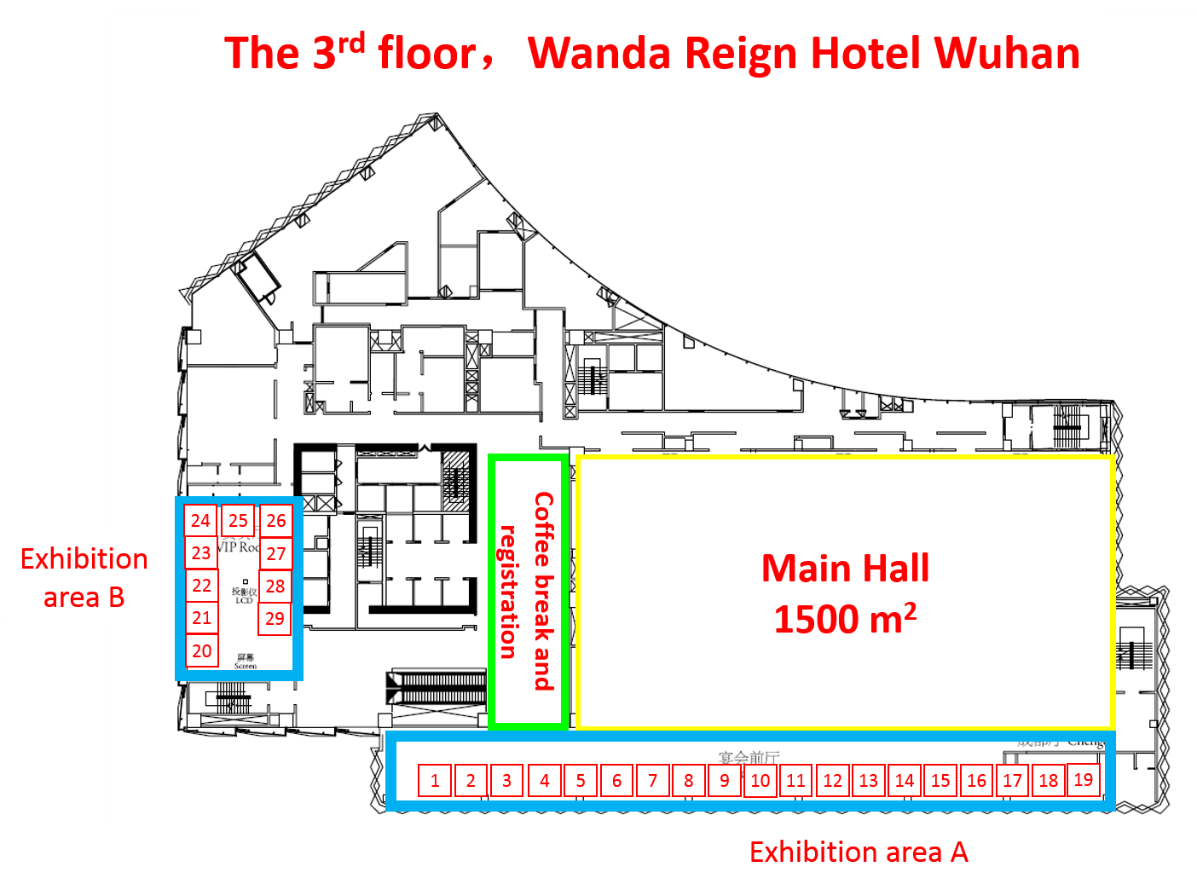 The 3rd floor，Wanda Reign Hotel Wuhan
24 25 26
23 VIP Roo 27
22 投影仪 28
LCD
21 29
20 屏幕
Screen
Exhibition
area B
Coffee break and
registration
Main Hall
1500 m²
宴会前厅
1 2 3 4 5 6 7 8 9 10 11 12 13 14 15 16 17 18 19
Exhibition area A